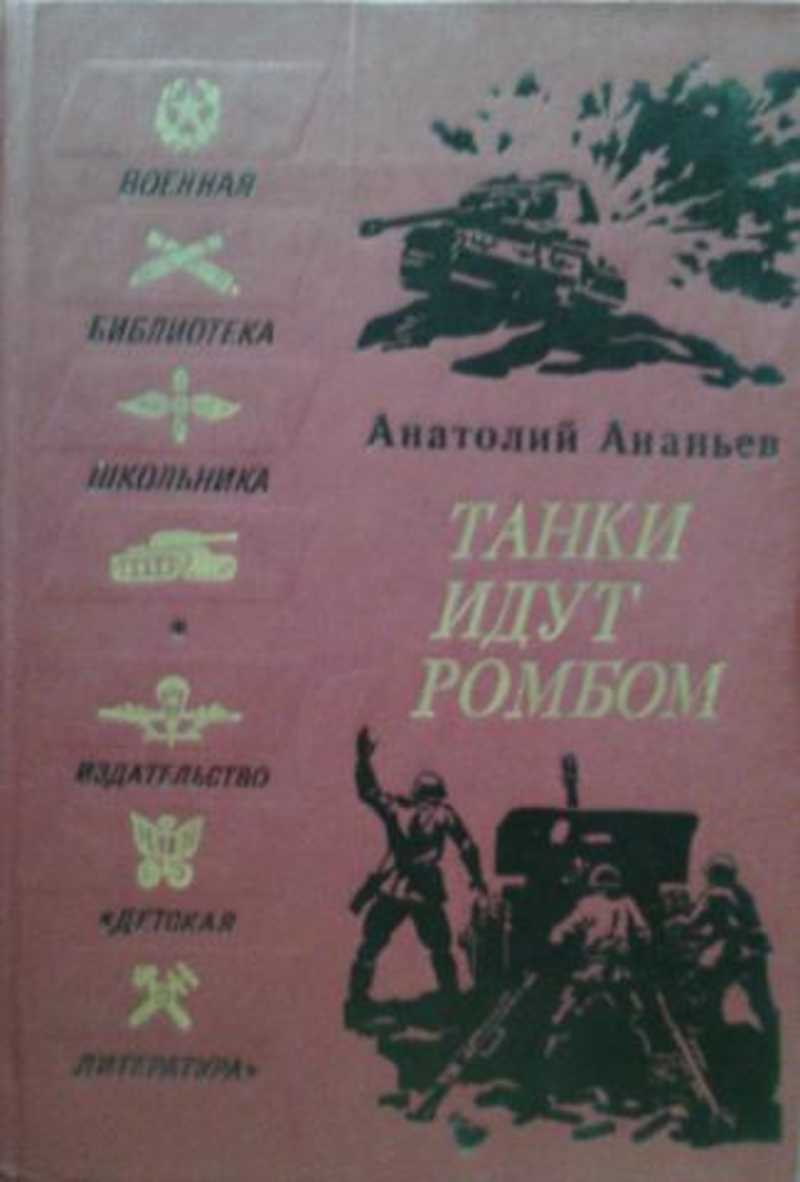 ВОЕННАЯ
БИБЛИОТЕКА
ШКОЛЬНИКА
*
ИЗДАТЕЛЬСТВО
«ДЕТСКАЯ
ЛИТЕРАТУРА»
Анатолий Ананьев
ТАНКИ
ИДУТ
РОМБОМ